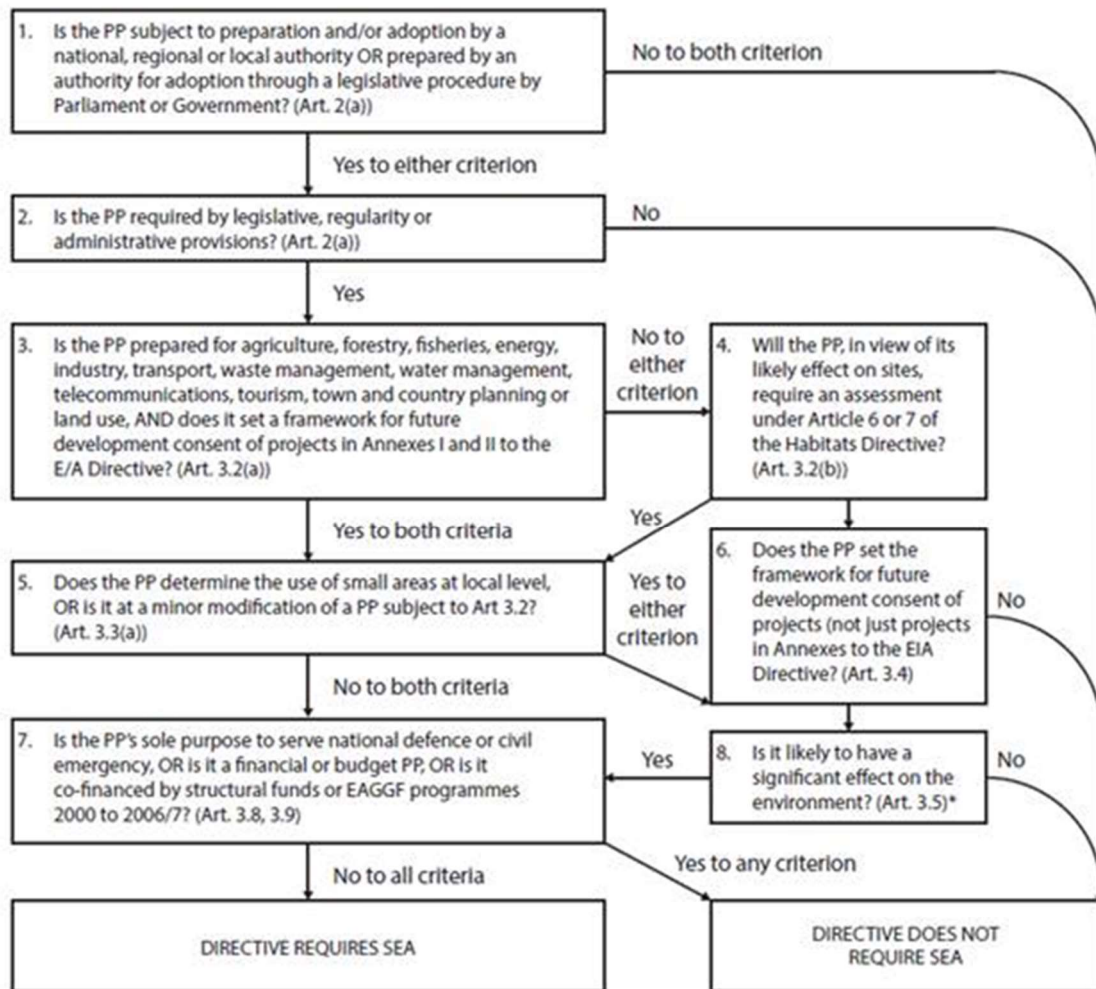 1. Is the PP subject to preparation and/or adoption by a
national, regional or local authority OR prepared by an
authority for adoption through a legislative procedure by
Parliament or Government? (Art. 2(a))
No to both criterion
Yes to either criterion
2. Is the PP required by legislative, regularity or
administrative provisions? (Art. 2(a))
No
Yes
3. Is the PP prepared for agriculture, forestry, fisheries, energy,
industry, transport, waste management, water management,
telecommunications, tourism, town and country planning or
land use, AND does it set a framework for future
development consent of projects in Annexes I and II to the
E/A Directive? (Art. 3.2(a))
No to
either
criterion
4. Will the PP, in view of its
likely effect on sites,
require an assessment
under Article 6 or 7 of
the Habitats Directive?
(Art. 3.2(b))
Yes to both criteria
Yes
5. Does the PP determine the use of small areas at local level,
OR is it at a minor modification of a PP subject to Art 3.2?
(Art. 3.3(a))
Yes to
either
criterion
6. Does the PP set the
framework for future
development consent of
projects (not just projects
in Annexes to the EIA
Directive? (Art. 3.4)
No
No to both criteria
7. Is the PP's sole purpose to serve national defence or civil
emergency, OR is it a financial or budget PP, OR is it
co-financed by structural funds or EAGGF programmes
2000 to 2006/7? (Art. 3.8, 3.9)
Yes
8. Is it likely to have a
significant effect on the
environment? (Art. 3.5)*
No
No to all criteria
Yes to any criterion
DIRECTIVE REQUIRES SEA
DIRECTIVE DOES NOT
REQUIRE SEA